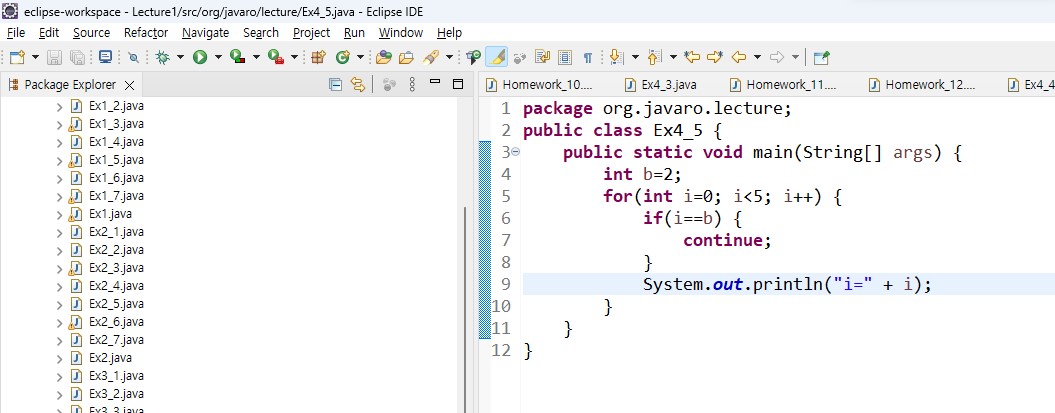 eclipse-workspace - Lecture1/src/org/javaro/lecture/Ex4_5.java - Eclipse IDE
File Edit Source Refactor Navigate Search Project Run Window Help
Package Explorer
Ex1_2.java
Ex1_3.java
Ex1_4.java
Ex1_5.java
Ex1_6.java
Ex1_7.java
Ex1.java
Ex2_1.java
Ex2_2.java
Ex2_3.java
Ex2_4.java
Ex2_5.java
Ex2_6.java
Ex2_7.java
Ex2.java
Ex3_1.java
Ex3_2.java
Ex3_3.java
Homework_10.... Ex4_3.java Homework_11.... Homework_12.... Ex4_4
1 package org.javaro.lecture;
2 public class Ex4_5 {
3 public static void main(String[] args) {
4 int b=2;
5 for(int i=0; i<5; i++) {
6 if(i==b) {
7 continue;
8 }
9 System.out.println("i=" + i);
10 }
11 }
12 }